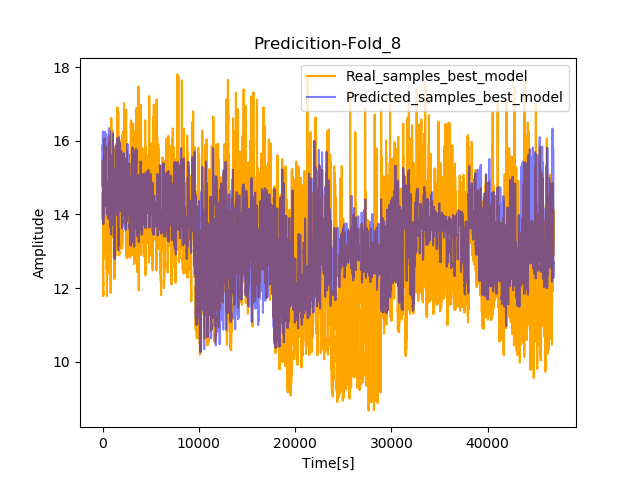 Predicition-Fold_8
18
16
14
12
10
Amplitude
Real_samples_best_model
Predicted_samples_best_model
0
10000
20000
30000
40000
Time[s]